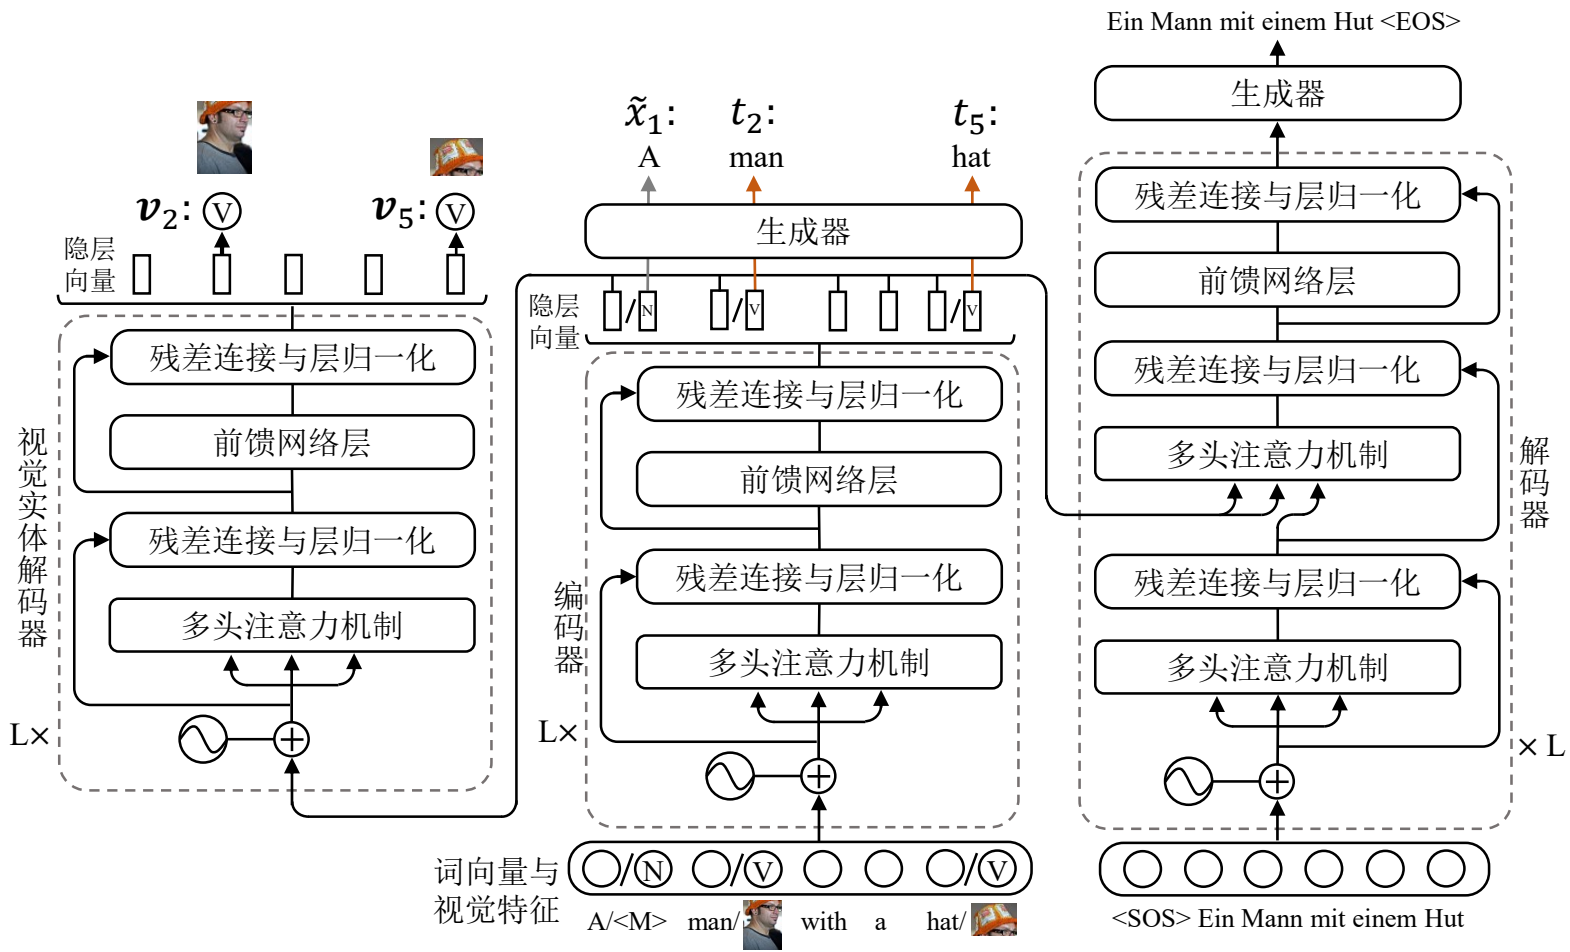 Ein Mann mit einem Hut <EOS>
生成器
残差连接与层归一化
前馈网络层
残差连接与层归一化
多头注意力机制
残差连接与层归一化
多头注意力机制
解码器
× L
<SOS> Ein Mann mit einem Hut
x̃₁: t₂: t₅:
A man hat
生成器
隐层
向量
N V V
残差连接与层归一化
前馈网络层
残差连接与层归一化
多头注意力机制
编码器
L×
词向量与
视觉特征
N V V
A/<M> man/ with a hat/
v₂: V v₅: V
隐层
向量
残差连接与层归一化
前馈网络层
残差连接与层归一化
多头注意力机制
视觉实体解码器
L×